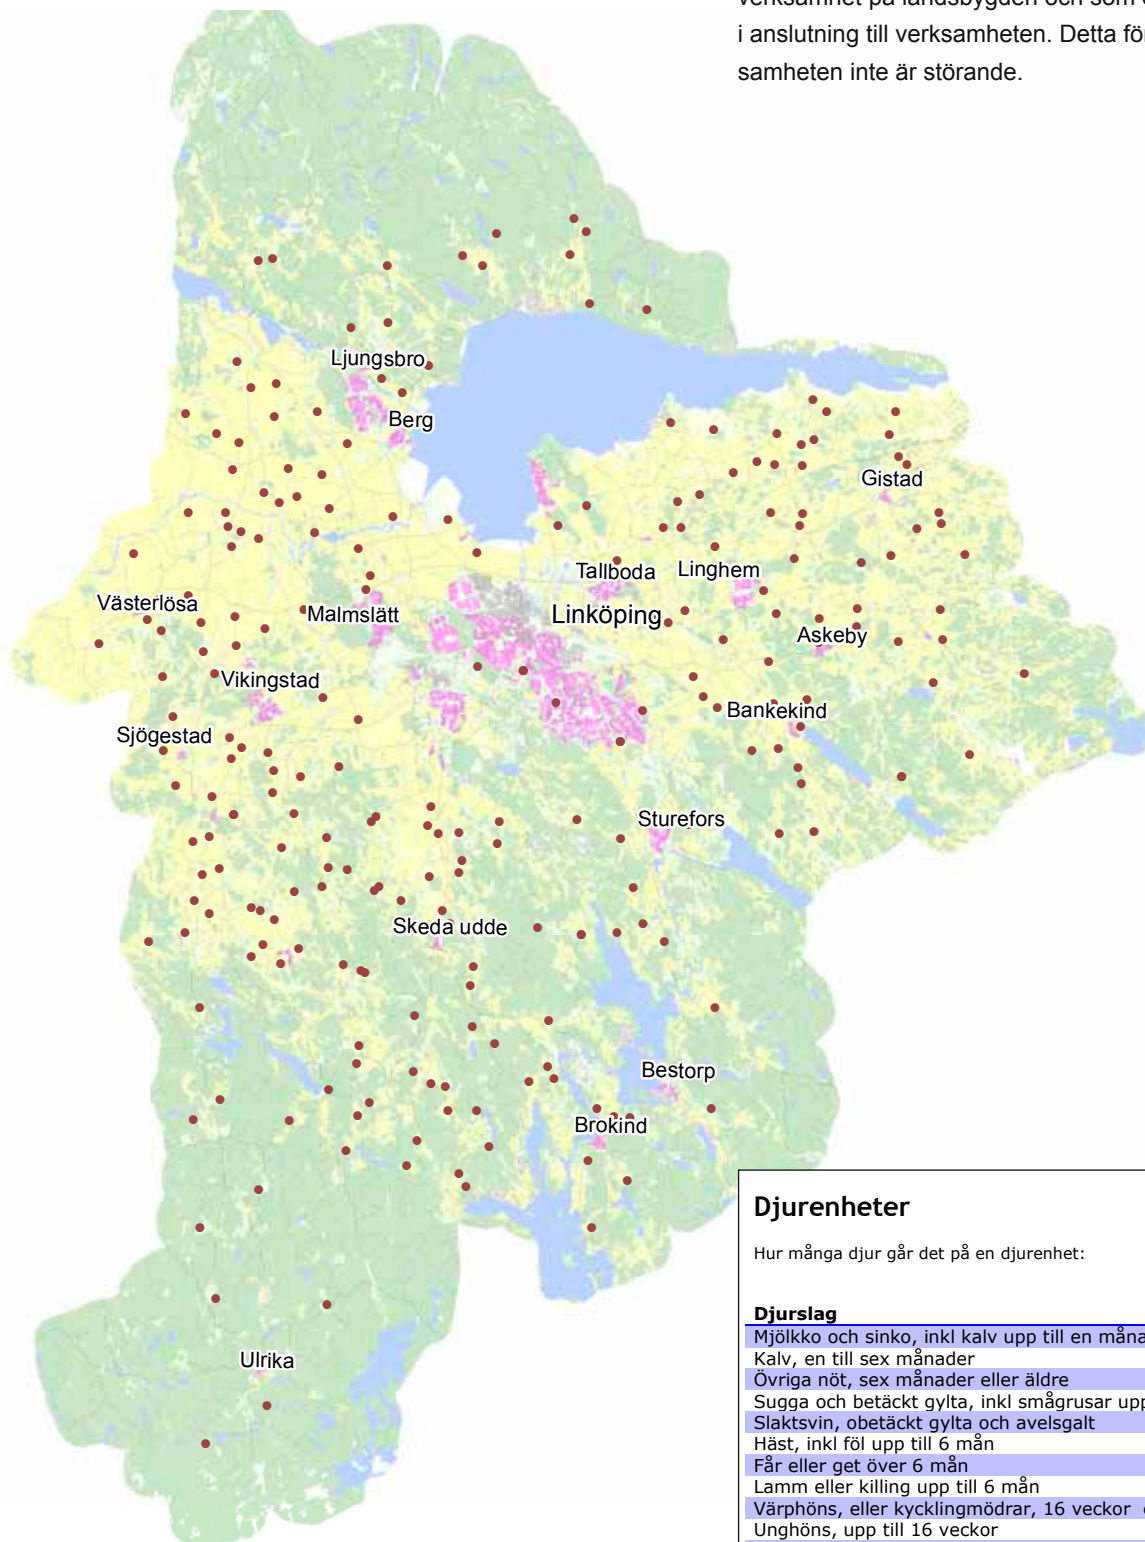 verksamhet på landsbygden och som
i anslutning till verksamheten. Detta
samheten inte är störande.
Ljungsbro
Berg
Gistad
Tallboda
Linghem
Västerlösa
Malmslätt
Linköping
Askeby
Vikingstad
Bankekind
Sjögestad
Sturefors
Skeda udde
Bestorp
Brokind
Ulrika
Djurenheter
Hur många djur går det på en djurenhet:
Djurslag
Mjölkko och sinko, inkl kalv upp till en
Kalv, en till sex månader
Övriga nöt, sex månader eller äldre
Sugga och betäckt gylta, inkl smågrusar
Slaktsvin, obetäckt gylta och avelsgalt
Häst, inkl föl upp till 6 mån
Får eller get över 6 mån
Lamm eller killing upp till 6 mån
Värphöns, eller kycklingmödrar, 16 veckor
Unghöns, upp till 16 veckor